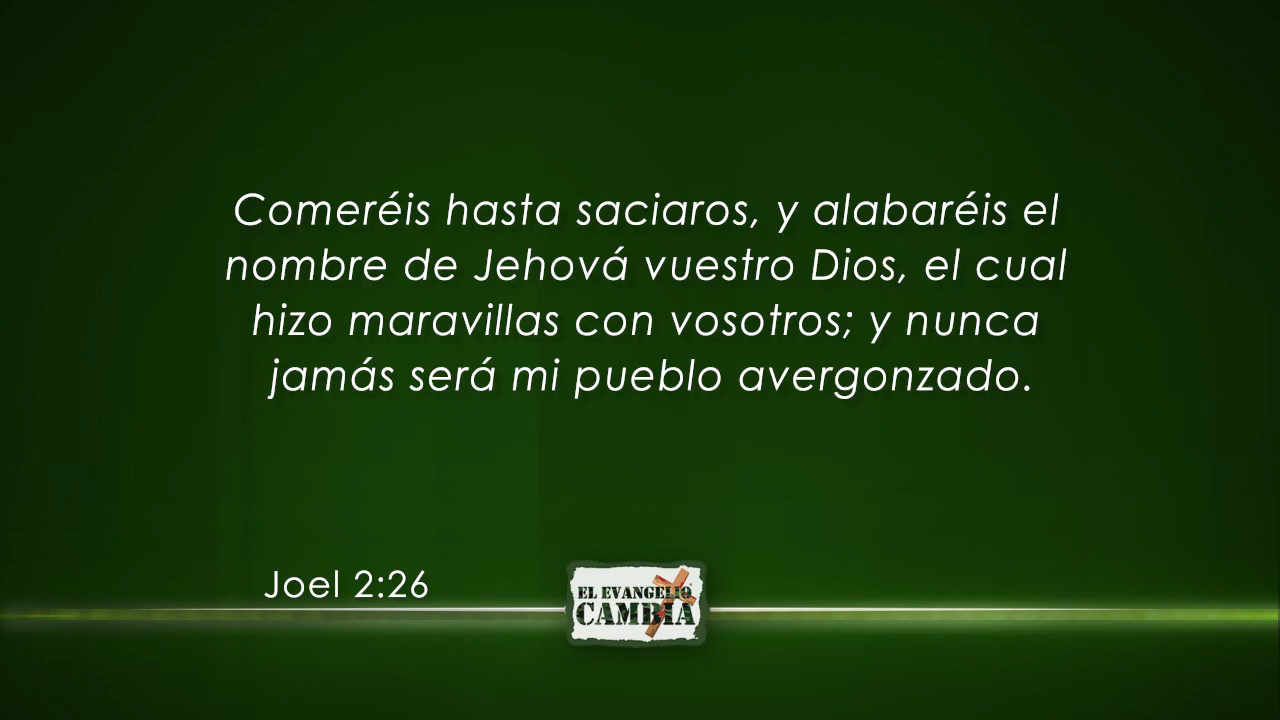 Comeréis hasta saciaros, y alabaréis el
nombre de Jehová vuestro Dios, el cual
hizo maravillas con vosotros; y nunca
jamás será mi pueblo avergonzado.
Joel 2:26
EL EVANGELIO
CAMBIA